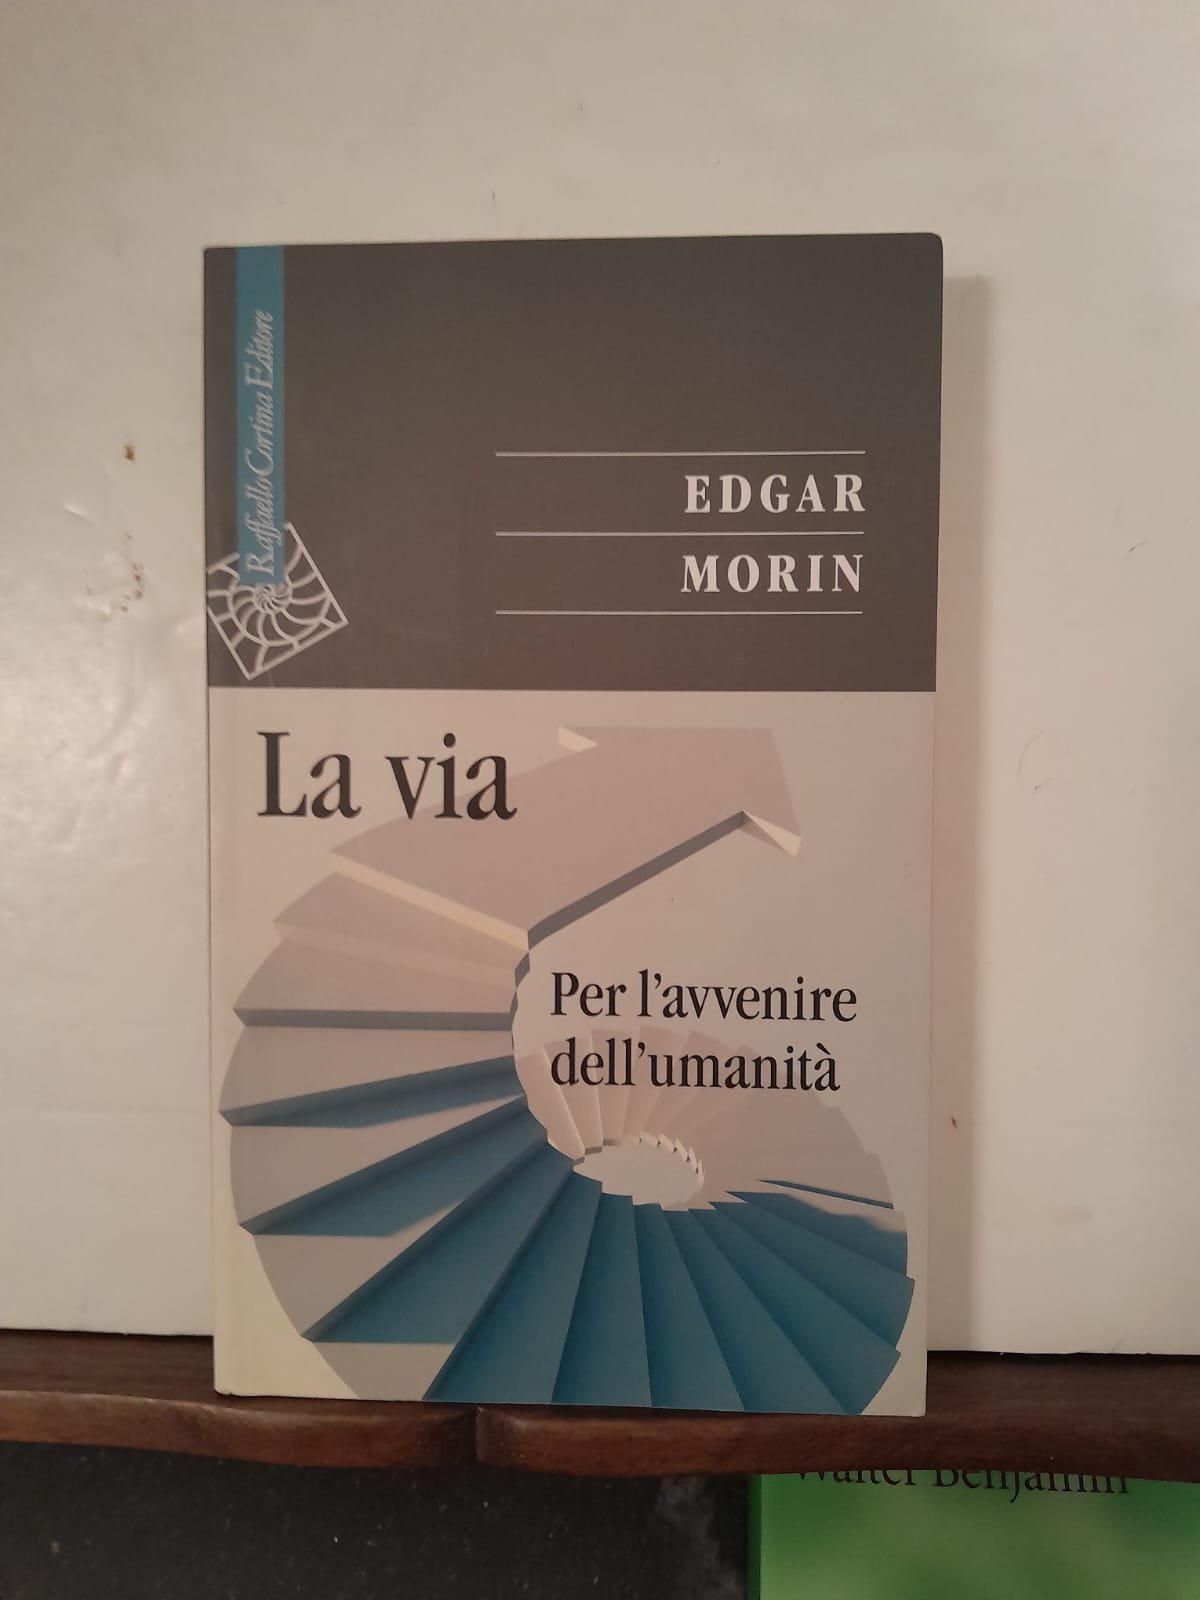 Raffaello Cortina Editore
EDGAR
MORIN
La via
Per l'avvenire
dell'umanità
Walter Benjamin